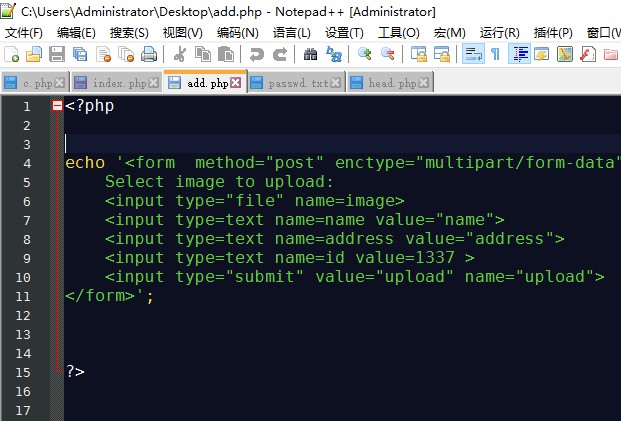 C:\Users\Administrator\Desktop\add.php - Notepad++ [Administrator]
文件(F) 编辑(E) 搜索(S) 视图(V) 编码(N) 语言(L) 设置(T) 工具(O) 宏(M) 运行(R) 插件(P) 窗口(W
c.php index.php add.php passwd.txt head.php
1 <?php
2
3
4 echo '<form  method="post" enctype="multipart/form-data"
5     Select image to upload:
6     <input type="file" name=image>
7     <input type=text name=name value="name">
8     <input type=text name=address value="address">
9     <input type=text name=id value=1337 >
10     <input type="submit" value="upload" name="upload">
11 </form>';
12
13
14
15 ?>
16
17